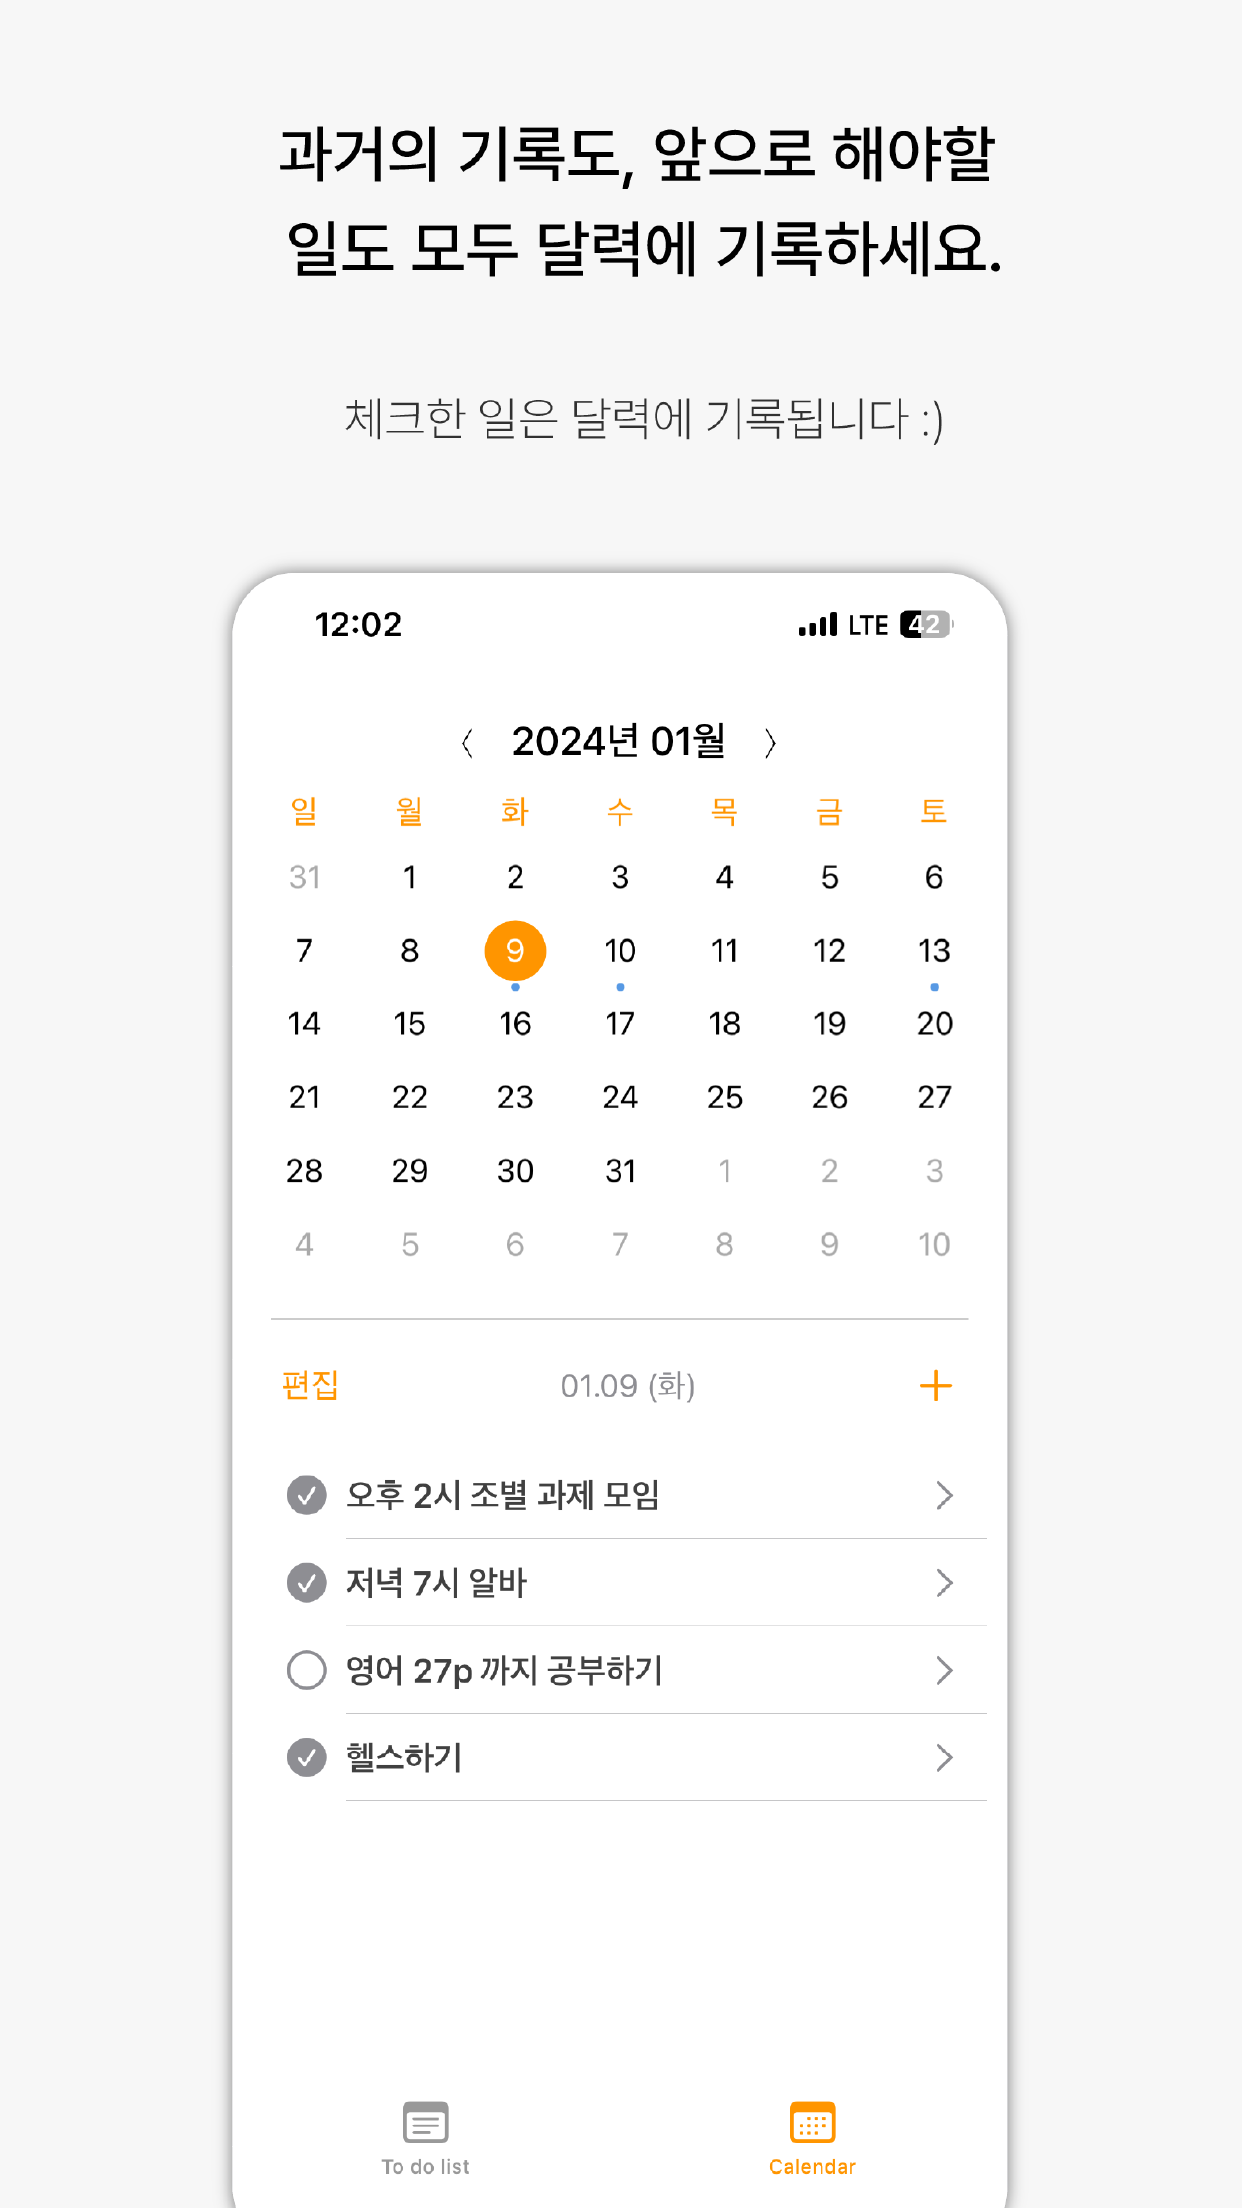 과거의 기록도, 앞으로 해야할
일도 모두 달력에 기록하세요.
체크한 일은 달력에 기록됩니다 :)
12:02 LTE 42
2024년 01월
일 월 화 수 목 금 토
31 1 2 3 4 5 6
7 8 9 10 11 12 13
14 15 16 17 18 19 20
21 22 23 24 25 26 27
28 29 30 31 1 2 3
4 5 6 7 8 9 10
편집 01.09 (화)
오후 2시 조별 과제 모임
저녁 7시 알바
영어 27p 까지 공부하기
헬스하기
To do list Calendar